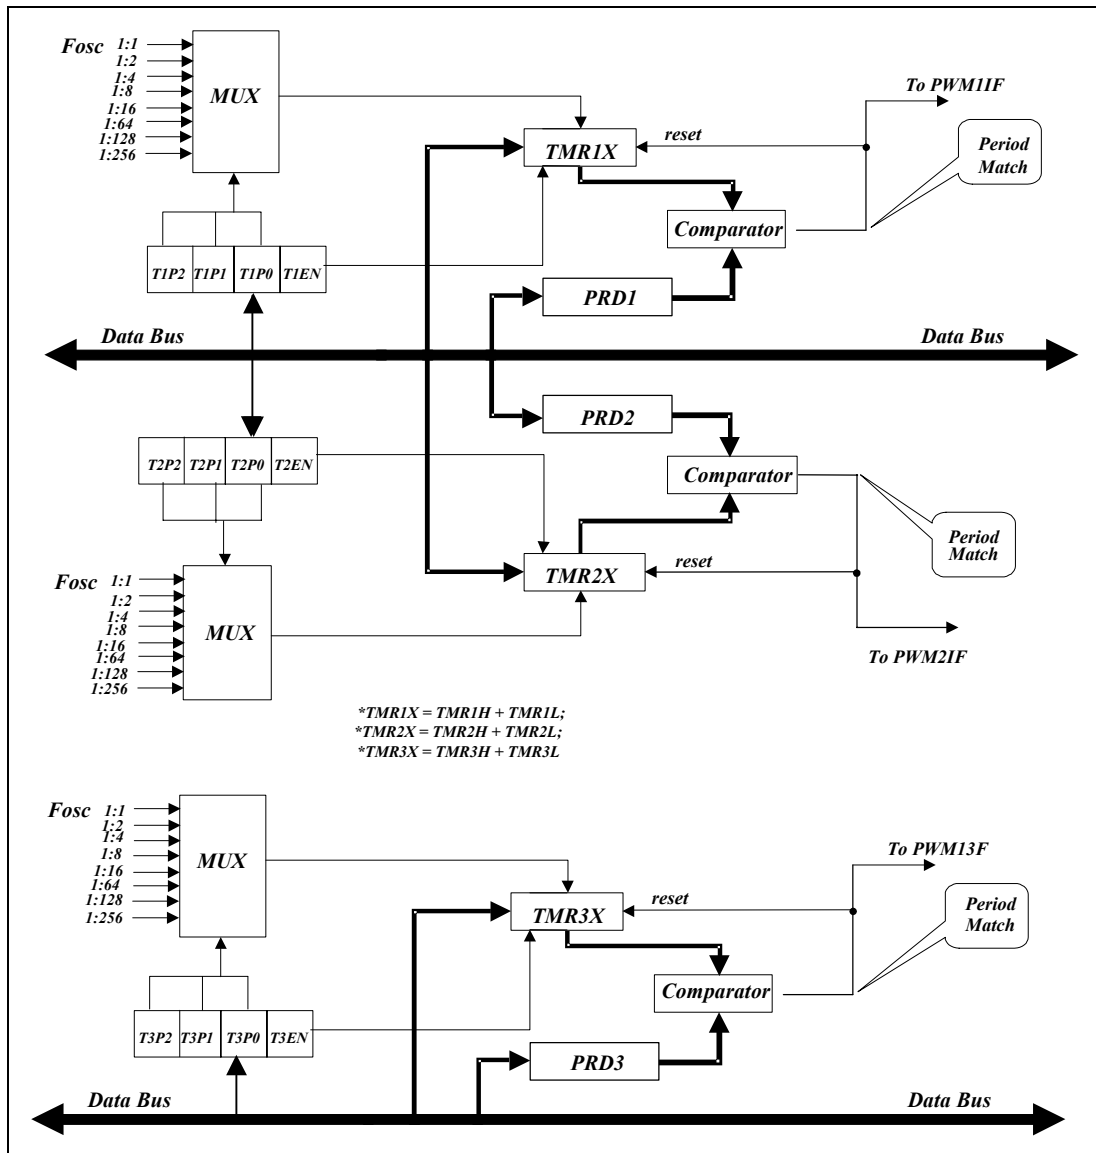 Fosc
1:1
1:2
1:4
1:8
1:16
1:64
1:128
1:256
MUX
To PWM1IF
reset
TMR1X
Period
Match
Comparator
T1P2 T1P1 T1P0 T1EN
PRD1
Data Bus
Data Bus
PRD2
T2P2 T2P1 T2P0 T2EN
Comparator
Period
Match
reset
TMR2X
Fosc
1:1
1:2
1:4
1:8
1:16
1:64
1:128
1:256
MUX
To PWM2IF
*TMR1X = TMR1H + TMR1L;
*TMR2X = TMR2H + TMR2L;
*TMR3X = TMR3H + TMR3L
Fosc
1:1
1:2
1:4
1:8
1:16
1:64
1:128
1:256
MUX
To PWM13F
reset
TMR3X
Period
Match
Comparator
T3P2 T3P1 T3P0 T3EN
PRD3
Data Bus
Data Bus